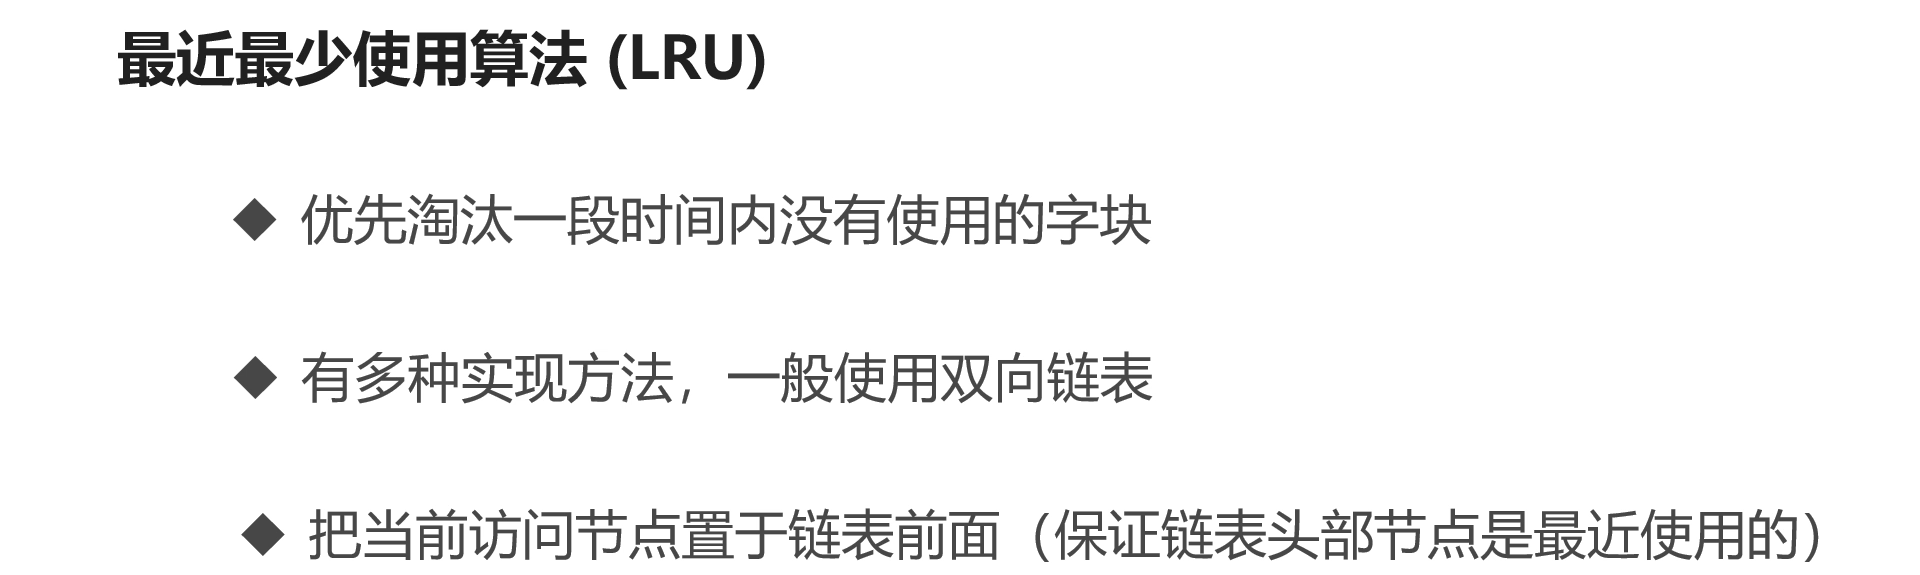 最近最少使用算法 (LRU)
◆ 优先淘汰一段时间内没有使用的字块
◆ 有多种实现方法，一般使用双向链表
◆ 把当前访问节点置于链表前面（保证链表头部节点是最近使用的）